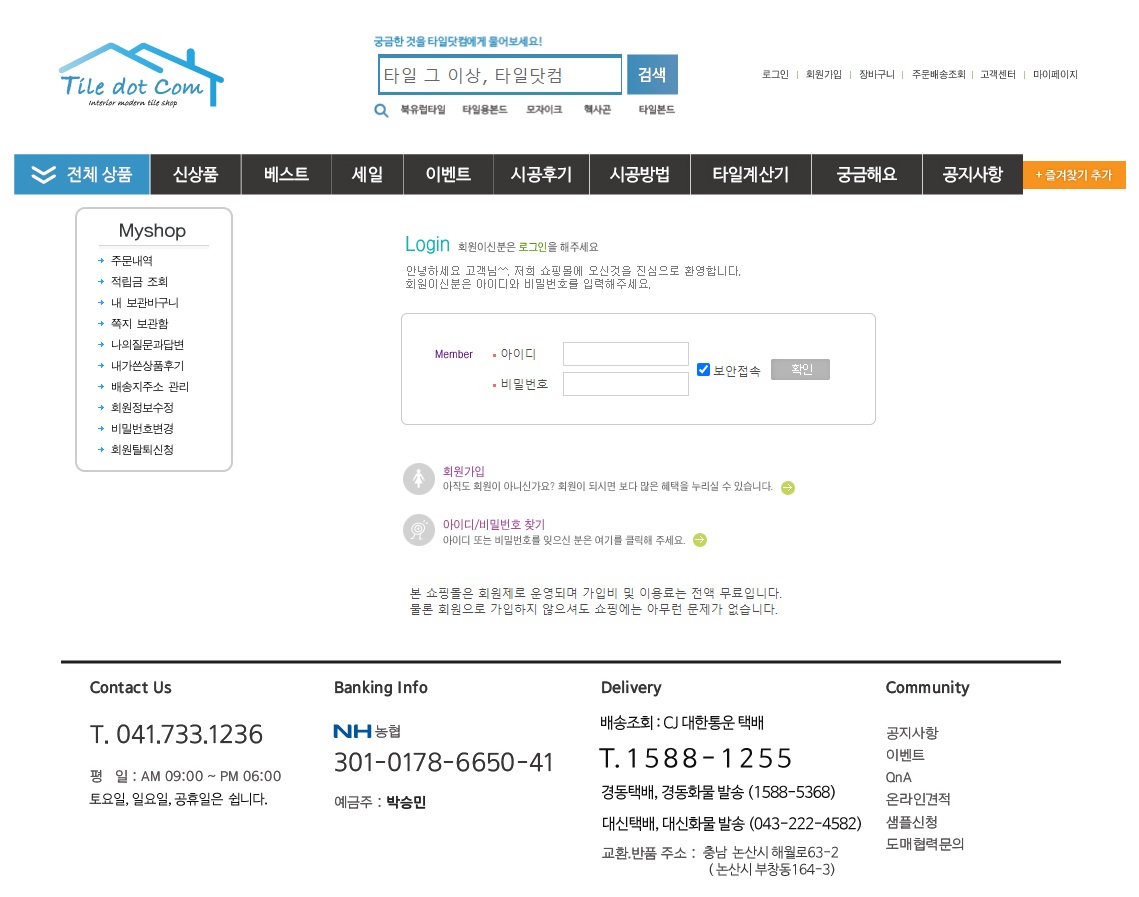 Tile dot Com
Interior modern tile shop
궁금한 것을 타일닷컴에게 물어보세요!
타일 그 이상, 타일닷컴
검색
북유럽타일 타일용본드 모자이크 헥사곤 타일본드
로그인 회원가입 장바구니 주문배송조회 고객센터 마이페이지
전체 상품 신상품 베스트 세일 이벤트 시공후기 시공방법 타일계산기 궁금해요 공지사항 + 즐겨찾기 추가
Myshop
주문내역
적립금 조회
내 보관바구니
쪽지 보관함
나의질문과답변
내가쓴상품후기
배송지주소 관리
회원정보수정
비밀번호변경
회원탈퇴신청
Login 회원이신분은 로그인을 해주세요
안녕하세요 고객님^^, 저희 쇼핑몰에 오신것을 진심으로 환영합니다.
회원이신분은 아이디와 비밀번호를 입력해주세요.
Member 아이디
비밀번호
보안접속
확인
회원가입
아직도 회원이 아니신가요? 회원이 되시면 보다 많은 혜택을 누리실 수 있습니다.
아이디/비밀번호 찾기
아이디 또는 비밀번호를 잊으신 분은 여기를 클릭해 주세요.
본 쇼핑몰은 회원제로 운영되며 가입비 및 이용료는 전액 무료입니다.
물론 회원으로 가입하지 않으셔도 쇼핑에는 아무런 문제가 없습니다.
Contact Us
T. 041.733.1236
평 일 : AM 09:00 ~ PM 06:00
토요일, 일요일, 공휴일은 쉽니다.
Banking Info
NH농협
301-0178-6650-41
예금주 : 박승민
Delivery
배송조회 : CJ 대한통운 택배
T.1588-1255
경동택배, 경동화물 발송 (1588-5368)
대신택배, 대신화물 발송 (043-222-4582)
교환.반품 주소 : 충남 논산시 해월로63-2
( 논산시 부창동164-3)
Community
공지사항
이벤트
QnA
온라인견적
샘플신청
도매협력문의